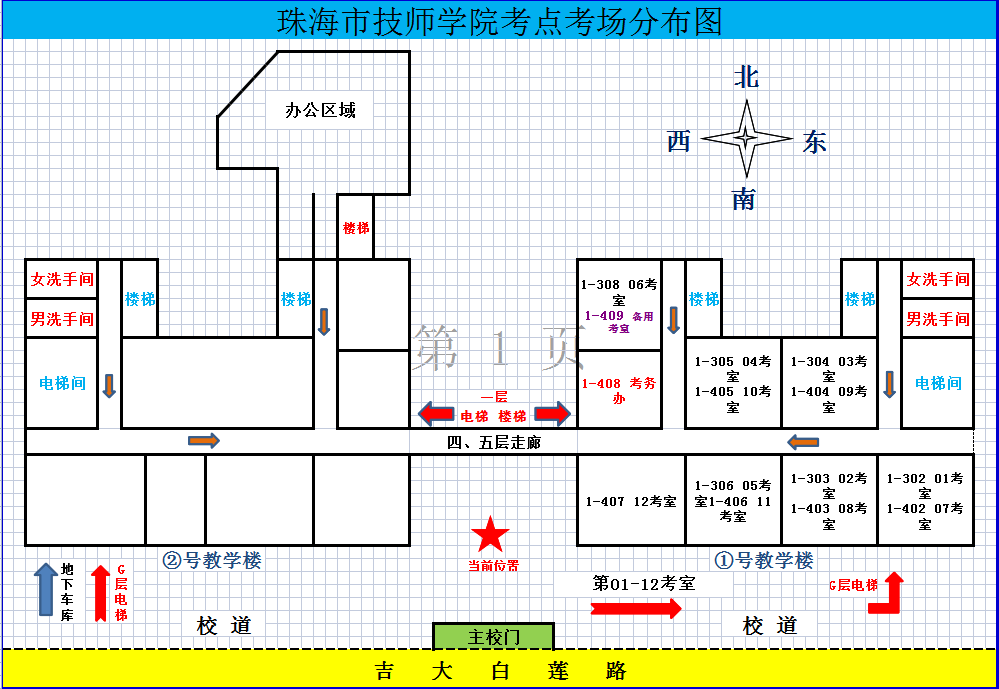 珠海市技师学院考点考场分布图
北
西
东
南
办公区域
楼梯
女洗手间
男洗手间
楼梯
电梯间
楼梯
1-308 06考
室
1-409 备用
考室
1-408 考务
办
楼梯
楼梯
女洗手间
男洗手间
电梯间
1-305 04考
室
1-405 10考
室
1-304 03考
室
1-404 09考
室
第 1 页
一层
电梯 楼梯
四、五层走廊
1-407 12考室
1-306 05考
室1-406 11
考室
1-303 02考
室
1-403 08考
室
1-302 01考
室
1-402 07考
室
②号教学楼
当前位置
①号教学楼
地下车库
G层电梯
第01-12考室
G层电梯
校 道
主校门
校 道
吉 大 白 莲 路